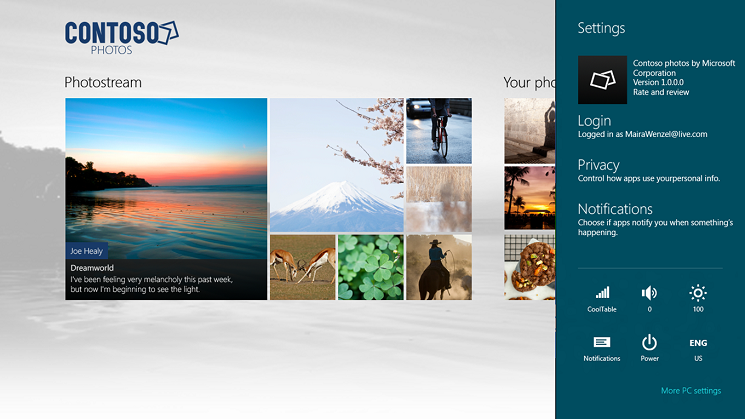 CONTOSO
PHOTOS
Photostream
Your pho
Joe Healy
Dreamworld
I've been feeling very melancholy this past week,
but now I'm beginning to see the light.
Settings
Contoso photos by Microsoft
Corporation
Version 1.0.0.0
Rate and review
Login
Logged in as MairaWenzel@live.com
Privacy
Control how apps use yourpersonal info.
Notifications
Choose if apps notify you when something's
happening.
CoolTable
0
100
Notifications
Power
ENG
US
More PC settings